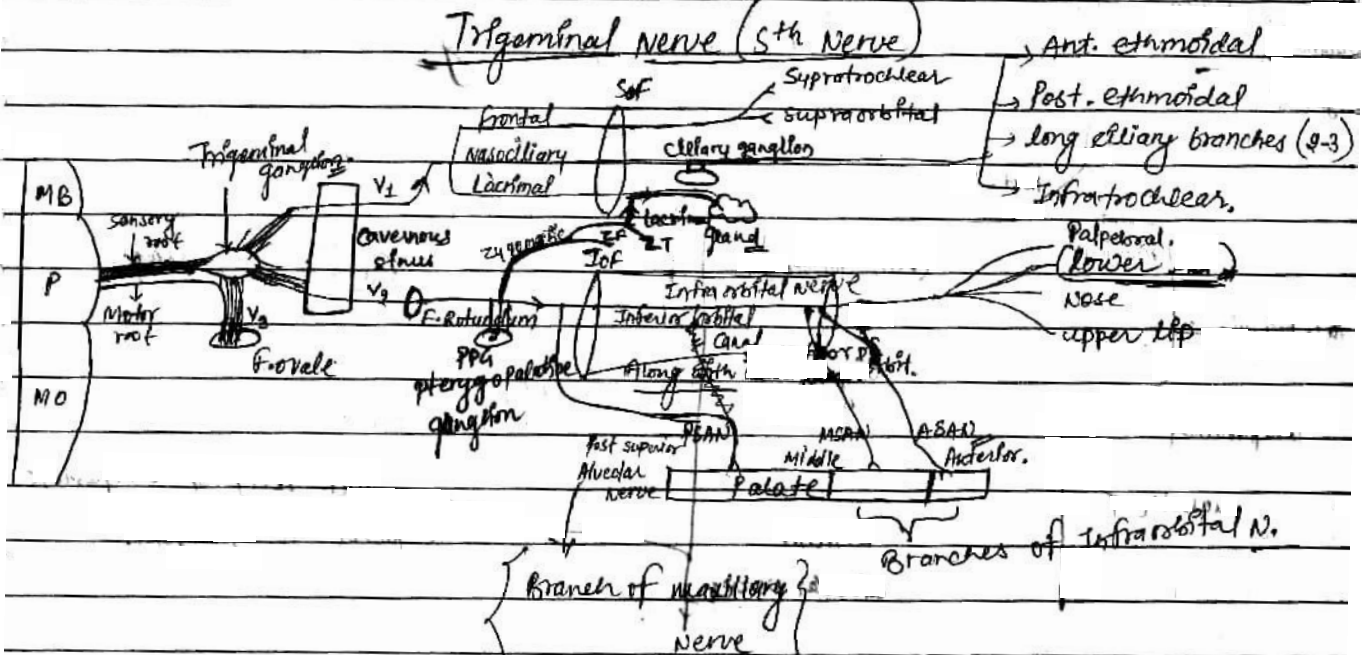 Trigeminal Nerve (5th Nerve)
Ant. ethmoidal
Post. ethmoidal
long ciliary branches (2-3)
Infratrochlear.
Supratrochlear
supraorbital
SOF
frontal
Nasociliary
Lacrimal
Ciliary ganglion
Trigeminal
ganglion.
V1
MB
P
MO
Sensory
root
Motor
root
V3
F.ovale
Cavernous
sinus
V2
F.Rotundum
PPG
pterygopalatine
ganglion
Zygomatic
ZF
ZT
Lacrim
gland
IOF
Infraorbital Nerve
Inferior orbital
Canal
Along with
Palpebral.
(lower)
Nose
upper lip
PSAN
MSAN
ASAN
Post superior
Alveolar
Nerve
Middle
Anterior.
Palate
Branches of Infraorbital N.
{Branch of maxillary
Nerve}